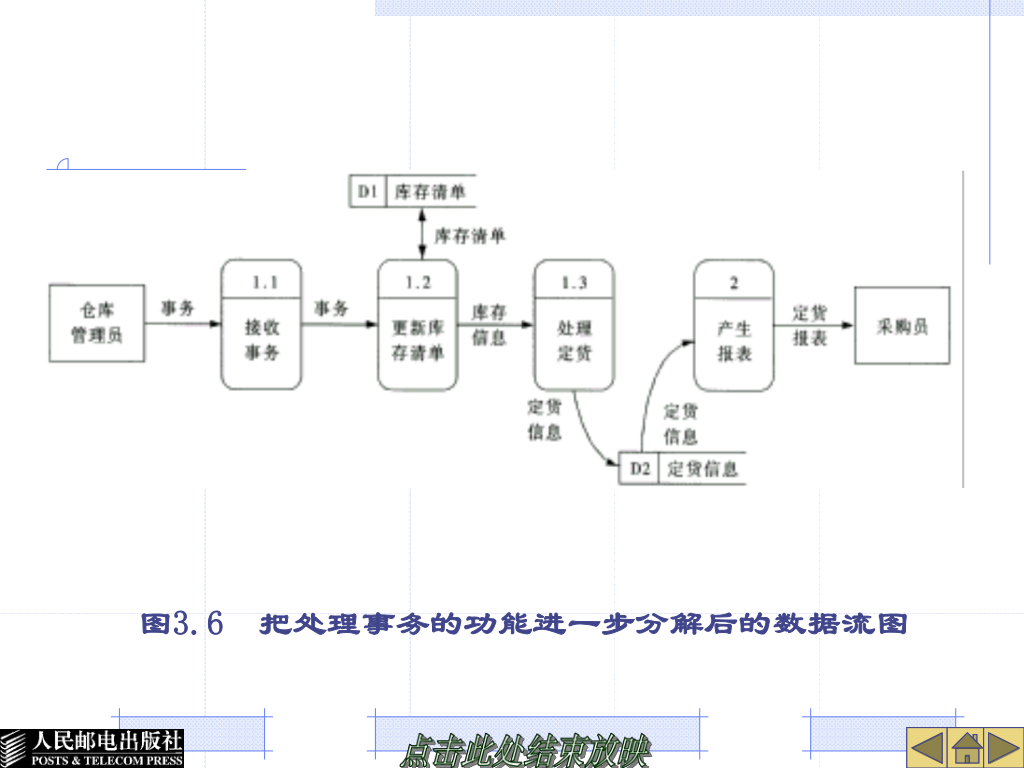 D1 库存清单
库存清单
1.1
1.2
1.3
2
仓库
管理员
事务
接收
事务
事务
更新库
存清单
库存
信息
处理
定货
产生
报表
定货
报表
采购员
定货
信息
定货
信息
D2 定货信息
图3.6 把处理事务的功能进一步分解后的数据流图
人民邮电出版社
POSTS & TELECOM PRESS
点击此处结束放映